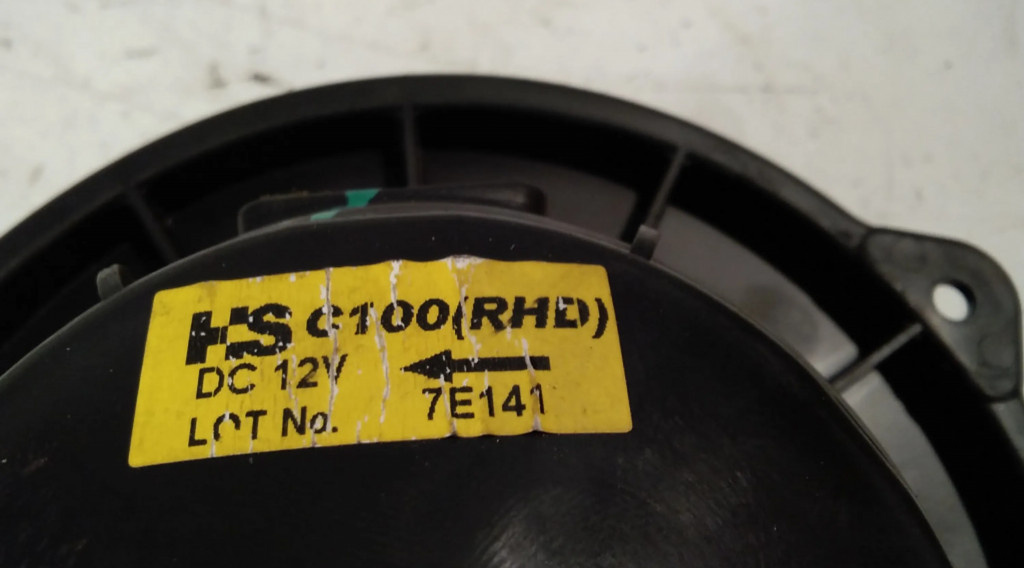 HS C100(RHD)
DC 12V
LOT No. 7E141